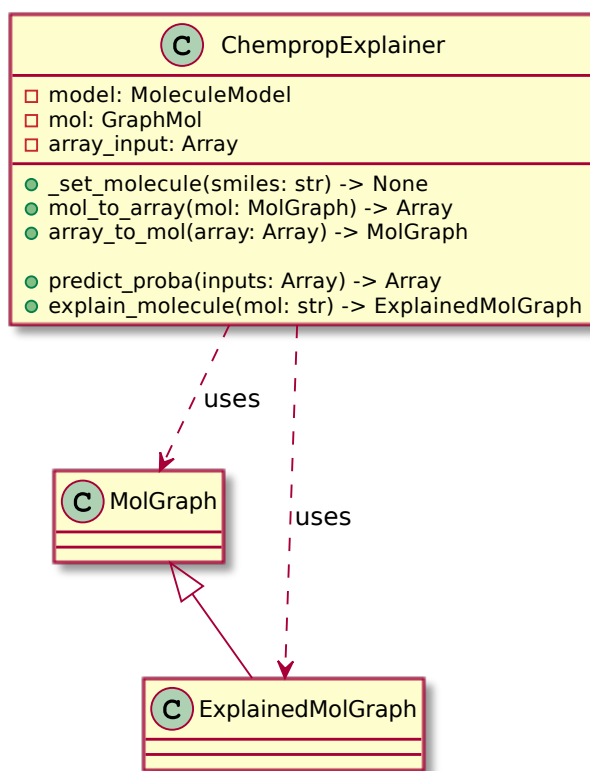 C ChempropExplainer
model: MoleculeModel
mol: GraphMol
array_input: Array
_set_molecule(smiles: str) -> None
mol_to_array(mol: MolGraph) -> Array
array_to_mol(array: Array) -> MolGraph
predict_proba(inputs: Array) -> Array
explain_molecule(mol: str) -> ExplainedMolGraph
uses
C MolGraph
uses
C ExplainedMolGraph